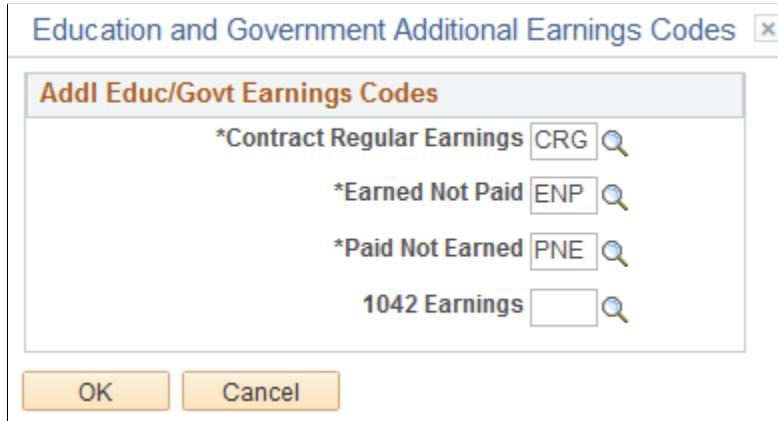 Education and Government Additional Earnings Codes
Addl Educ/Govt Earnings Codes
*Contract Regular Earnings CRG
*Earned Not Paid ENP
*Paid Not Earned PNE
1042 Earnings
OK Cancel